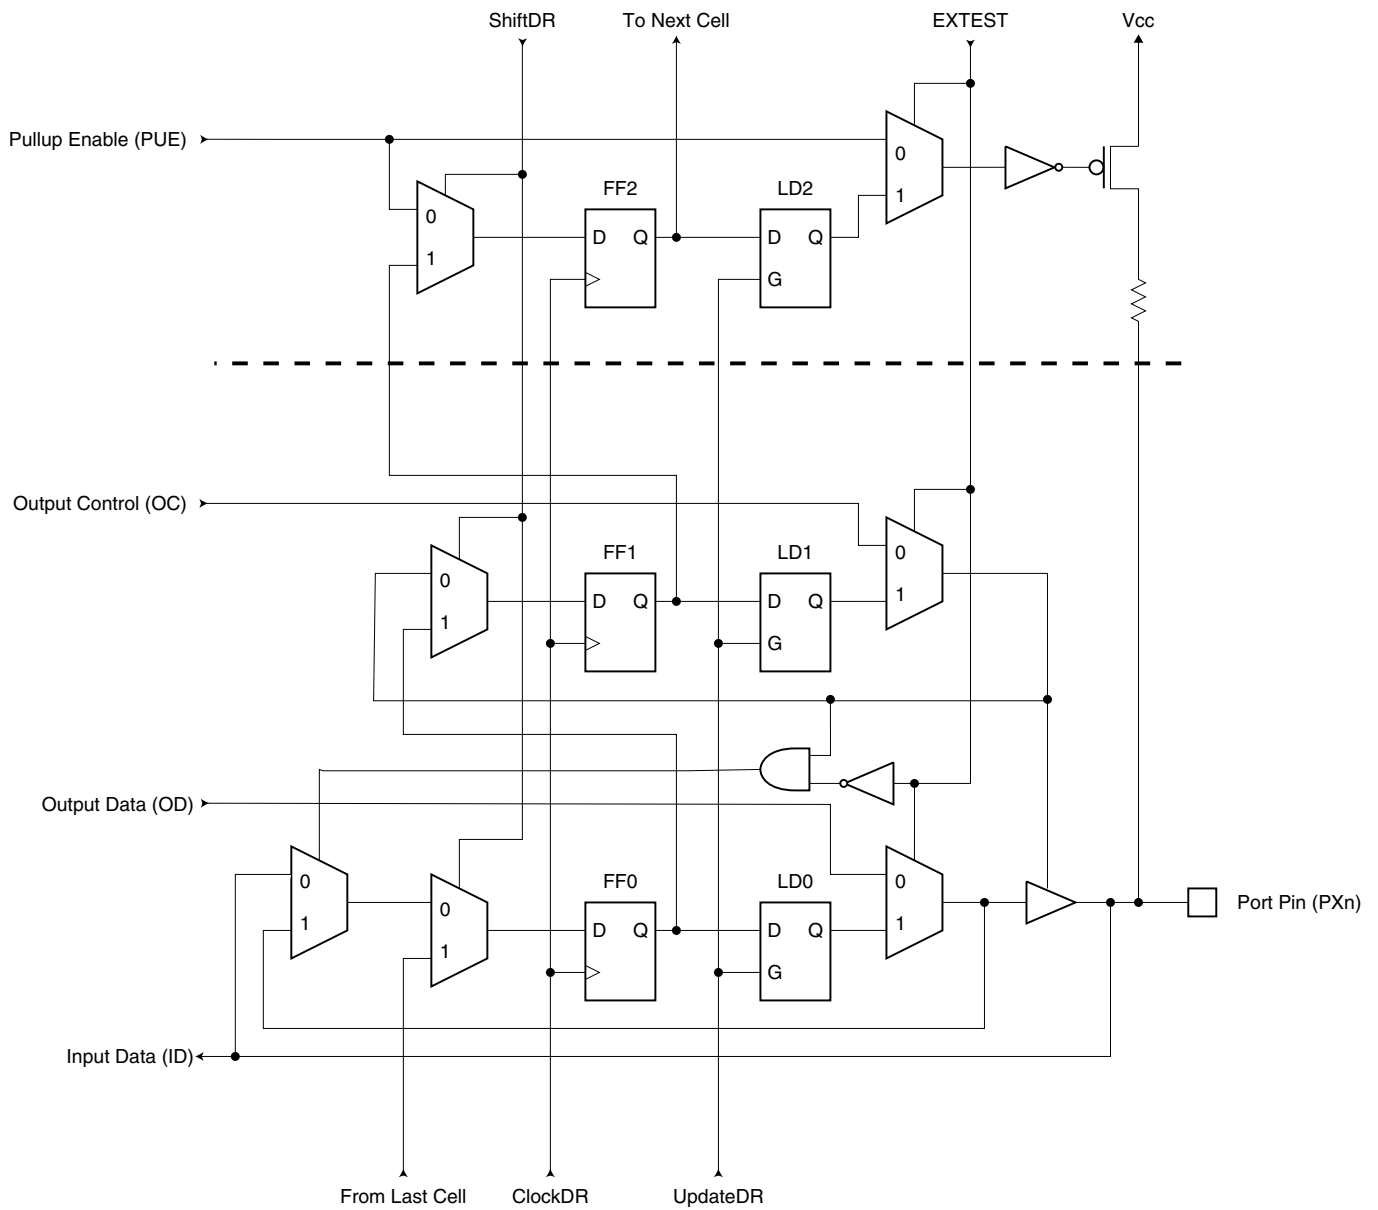 ShiftDR To Next Cell EXTEST Vcc
Pullup Enable (PUE)
0
1
FF2 LD2
0
1
D Q D Q
G
Output Control (OC)
FF1 LD1
0
1
0
1
D Q D Q
G
Output Data (OD)
FF0 LD0
0
1
0
1
0
1
D Q D Q
G
Port Pin (PXn)
Input Data (ID)
From Last Cell ClockDR UpdateDR